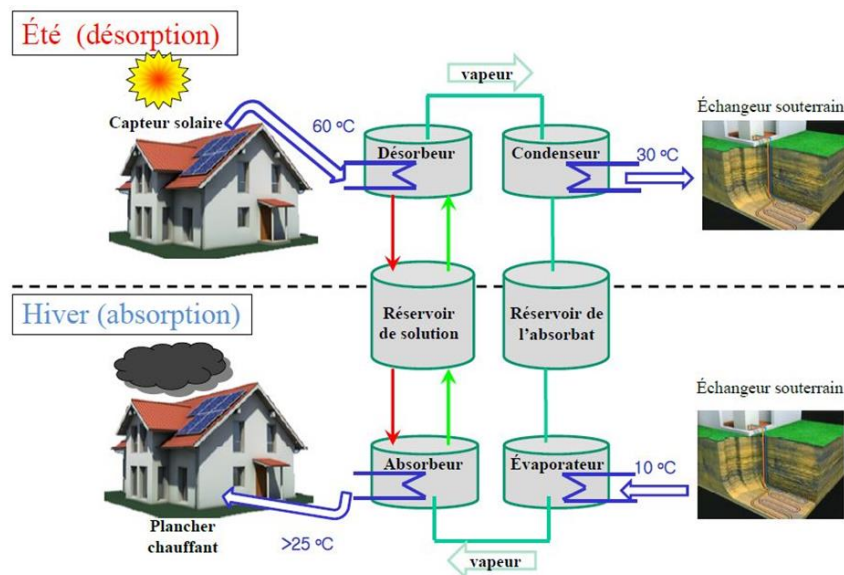 Été (désorption)
vapeur
Échangeur souterrain
Capteur solaire
60 °C
Désorbeur
Condenseur
30 °C
Hiver (absorption)
Réservoir
de solution
Réservoir de
l'absorbat
Échangeur souterrain
Absorbeur
Évaporateur
10 °C
Plancher
chauffant
>25 °C
vapeur